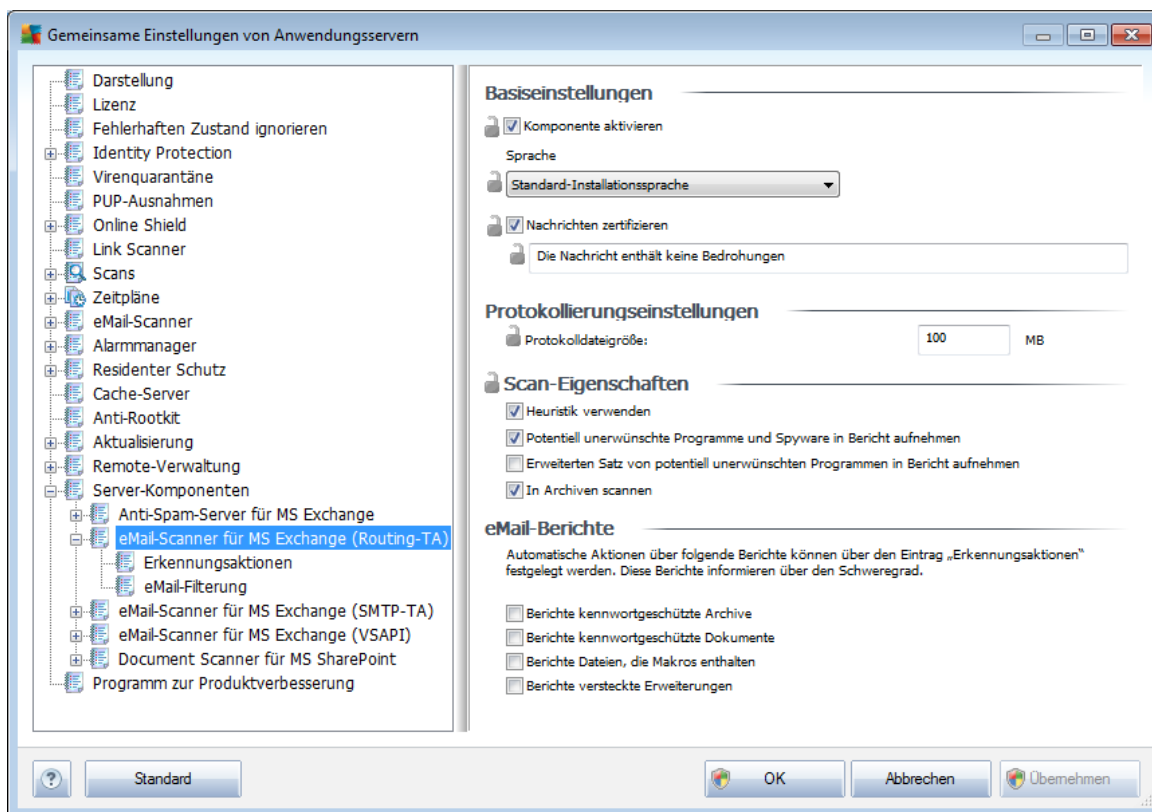 Gemeinsame Einstellungen von Anwendungsservern
Darstellung
Lizenz
Fehlerhaften Zustand ignorieren
Identity Protection
Virenquarantäne
PUP-Ausnahmen
Online Shield
Link Scanner
Scans
Zeitpläne
eMail-Scanner
Alarmmanager
Residenter Schutz
Cache-Server
Anti-Rootkit
Aktualisierung
Remote-Verwaltung
Server-Komponenten
Anti-Spam-Server für MS Exchange
eMail-Scanner für MS Exchange (Routing-TA)
Erkennungsaktionen
eMail-Filterung
eMail-Scanner für MS Exchange (SMTP-TA)
eMail-Scanner für MS Exchange (VSAPI)
Document Scanner für MS SharePoint
Programm zur Produktverbesserung
Basiseinstellungen
Komponente aktivieren
Sprache
Standard-Installationssprache
Nachrichten zertifizieren
Die Nachricht enthält keine Bedrohungen
Protokollierungseinstellungen
Protokolldateigröße: 100 MB
Scan-Eigenschaften
Heuristik verwenden
Potentiell unerwünschte Programme und Spyware in Bericht aufnehmen
Erweiterten Satz von potentiell unerwünschten Programmen in Bericht aufnehmen
In Archiven scannen
eMail-Berichte
Automatische Aktionen über folgende Berichte können über den Eintrag „Erkennungsaktionen“
festgelegt werden. Diese Berichte informieren über den Schweregrad.
Berichte kennwortgeschützte Archive
Berichte kennwortgeschützte Dokumente
Berichte Dateien, die Makros enthalten
Berichte versteckte Erweiterungen
? Standard OK Abbrechen Übernehmen